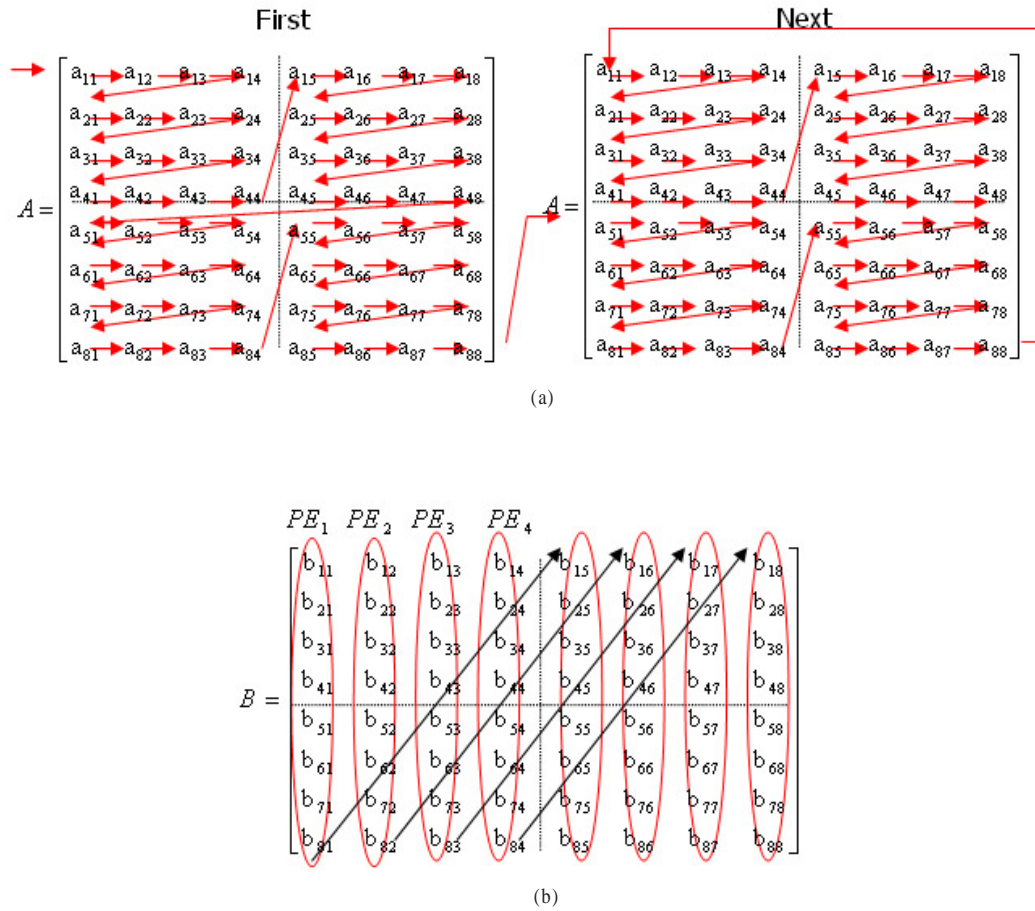 First Next
a11 a12 a13 a14 a15 a16 a17 a18 a11 a12 a13 a14 a15 a16 a17 a18
a21 a22 a23 a24 a25 a26 a27 a28 a21 a22 a23 a24 a25 a26 a27 a28
a31 a32 a33 a34 a35 a36 a37 a38 a31 a32 a33 a34 a35 a36 a37 a38
a41 a42 a43 a44 a45 a46 a47 a48 a41 a42 a43 a44 a45 a46 a47 a48
A = A =
a51 a52 a53 a54 a55 a56 a57 a58 a51 a52 a53 a54 a55 a56 a57 a58
a61 a62 a63 a64 a65 a66 a67 a68 a61 a62 a63 a64 a65 a66 a67 a68
a71 a72 a73 a74 a75 a76 a77 a78 a71 a72 a73 a74 a75 a76 a77 a78
a81 a82 a83 a84 a85 a86 a87 a88 a81 a82 a83 a84 a85 a86 a87 a88
(a)
PE1 PE2 PE3 PE4
b11 b12 b13 b14 b15 b16 b17 b18
b21 b22 b23 b24 b25 b26 b27 b28
b31 b32 b33 b34 b35 b36 b37 b38
b41 b42 b43 b44 b45 b46 b47 b48
B =
b51 b52 b53 b54 b55 b56 b57 b58
b61 b62 b63 b64 b65 b66 b67 b68
b71 b72 b73 b74 b75 b76 b77 b78
b81 b82 b83 b84 b85 b86 b87 b88
(b)